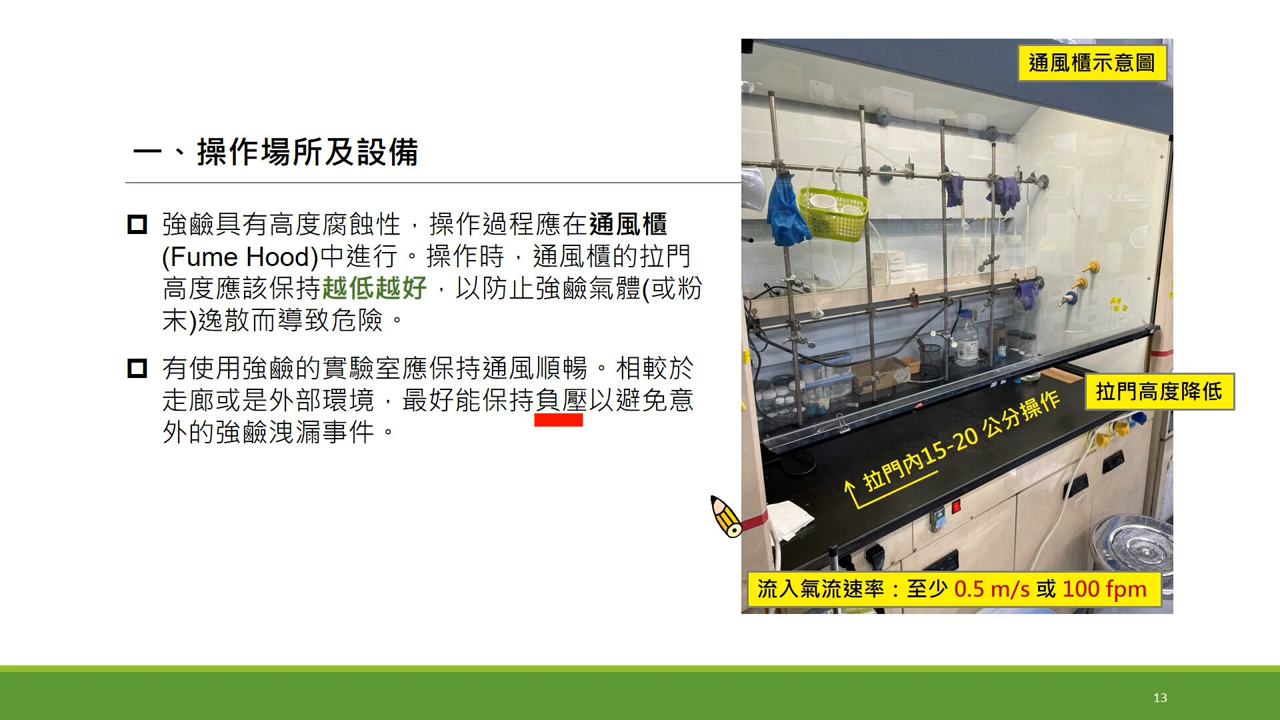 一、操作場所及設備
強鹼具有高度腐蝕性，操作過程應在通風櫃
(Fume Hood)中進行。操作時，通風櫃的拉門
高度應該保持越低越好，以防止強鹼氣體(或粉
末)逸散而導致危險。
有使用強鹼的實驗室應保持通風順暢。相較於
走廊或是外部環境，最好能保持負壓以避免意
外的強鹼洩漏事件。
通風櫃示意圖
拉門高度降低
拉門內15-20 公分操作
流入氣流速率：至少 0.5 m/s 或 100 fpm
13